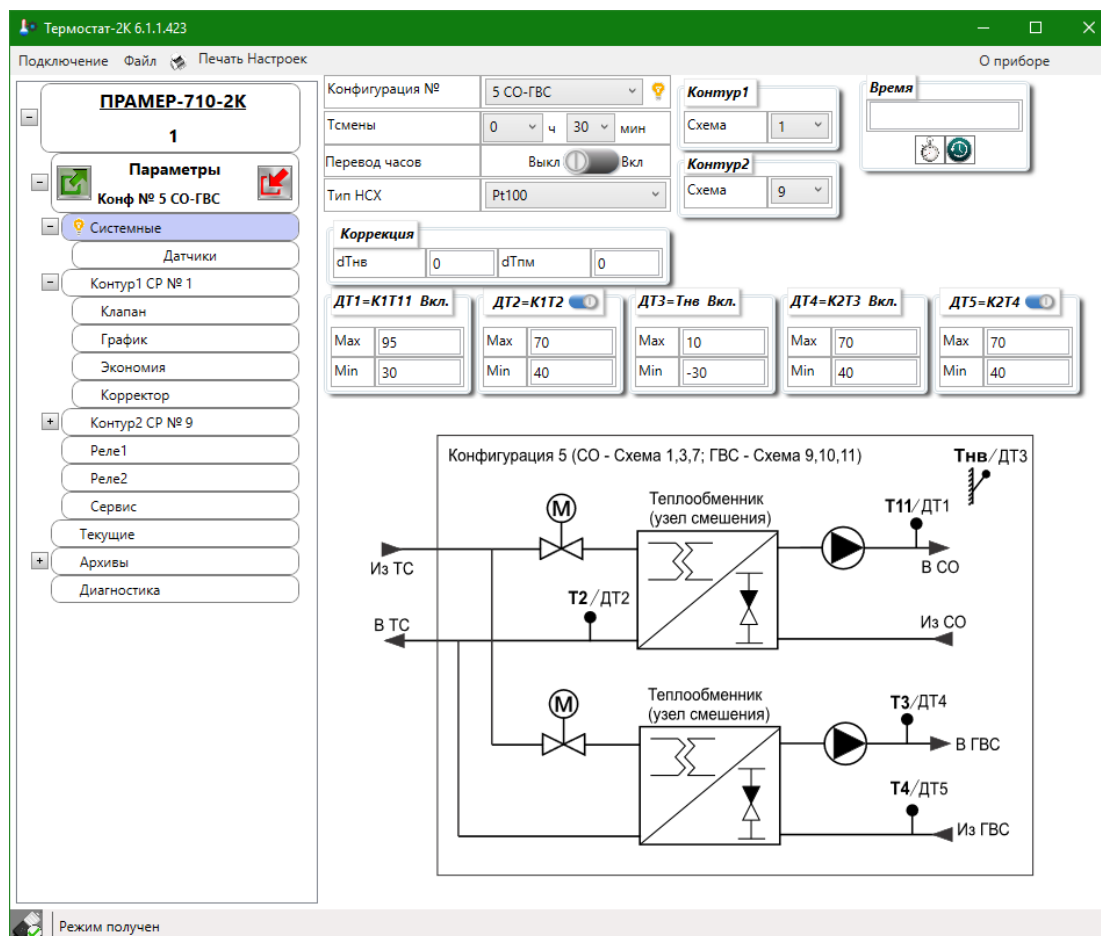 Термостат-2К 6.1.1.423
Подключение Файл Печать Настроек О приборе
ПРАМЕР-710-2К
1
Параметры
Конф № 5 СО-ГВС
Системные
Датчики
Контур1 СР № 1
Клапан
График
Экономия
Корректор
Контур2 СР № 9
Реле1
Реле2
Сервис
Текущие
Архивы
Диагностика
Конфигурация № 5 СО-ГВС
Тсмены 0 ч 30 мин
Перевод часов Выкл Вкл
Тип НСХ Pt100
Контур1
Схема 1
Контур2
Схема 9
Время
Коррекция
dТнв 0 dТпм 0
ДТ1=К1Т11 Вкл.
Max 95
Min 30
ДТ2=К1Т2
Max 70
Min 40
ДТ3=Тнв Вкл.
Max 10
Min -30
ДТ4=К2Т3 Вкл.
Max 70
Min 40
ДТ5=К2Т4
Max 70
Min 40
Конфигурация 5 (СО - Схема 1,3,7; ГВС - Схема 9,10,11)
Тнв/ДТ3
М
Теплообменник
(узел смешения)
Т11/ДТ1
Из ТС
В СО
Т2/ДТ2
В ТС
Из СО
М
Теплообменник
(узел смешения)
Т3/ДТ4
В ГВС
Т4/ДТ5
Из ГВС
Режим получен